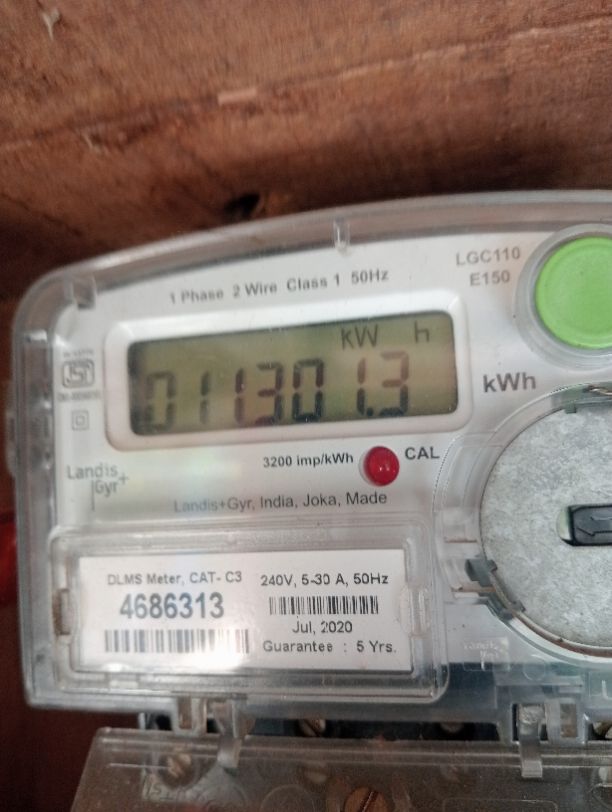 LGC110
E150
1 Phase 2 Wire Class 1 50Hz
kW h
011301.3
kWh
3200 imp/kWh
CAL
Landis
Gyr+
Landis+Gyr, India, Joka, Made
DLMS Meter, CAT- C3
240V, 5-30 A, 50Hz
4686313
Jul, 2020
Guarantee : 5 Yrs.